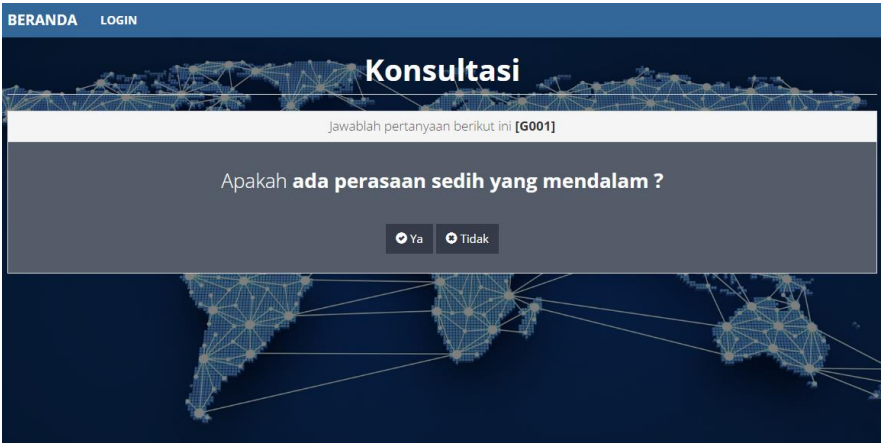 BERANDA LOGIN
Konsultasi
Jawablah pertanyaan berikut ini [G001]
Apakah ada perasaan sedih yang mendalam ?
Ya Tidak